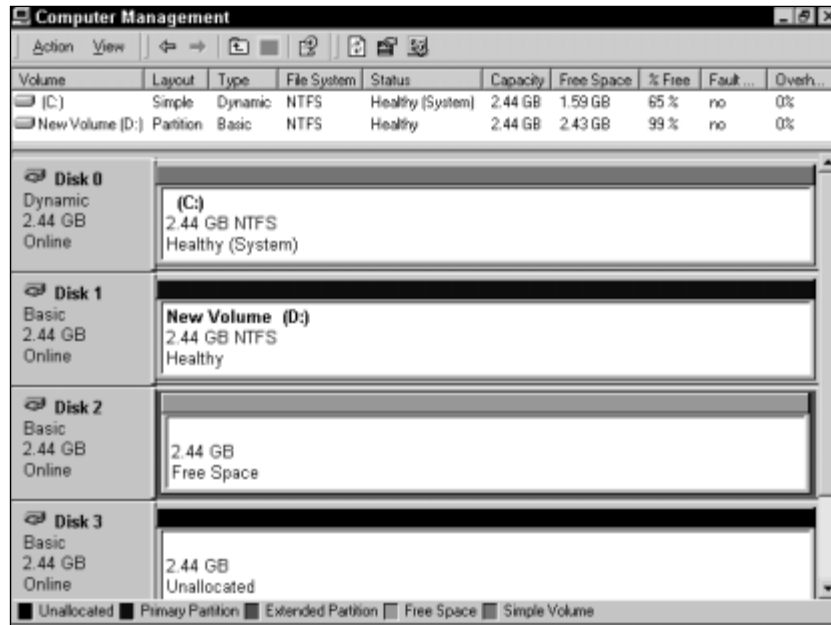 Computer Management
Action View
Volume Layout Type File System Status Capacity Free Space % Free Fault ... Overh...
(C:) Simple Dynamic NTFS Healthy (System) 2.44 GB 1.59 GB 65 % no 0%
New Volume (D:) Partition Basic NTFS Healthy 2.44 GB 2.43 GB 99 % no 0%
Disk 0
Dynamic
2.44 GB
Online
(C:)
2.44 GB NTFS
Healthy (System)
Disk 1
Basic
2.44 GB
Online
New Volume (D:)
2.44 GB NTFS
Healthy
Disk 2
Basic
2.44 GB
Online
2.44 GB
Free Space
Disk 3
Basic
2.44 GB
Online
2.44 GB
Unallocated
Unallocated Primary Partition Extended Partition Free Space Simple Volume